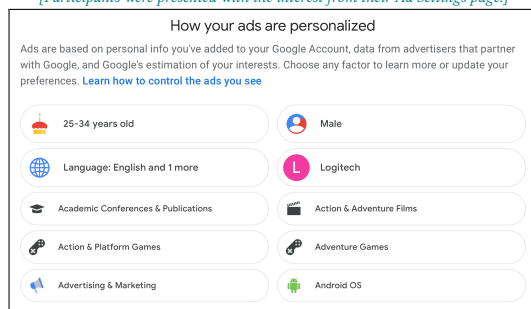 [Participants were presented with the interest from their Ad Settings page.]
How your ads are personalized
Ads are based on personal info you've added to your Google Account, data from advertisers that partner
with Google, and Google's estimation of your interests. Choose any factor to learn more or update your
preferences. Learn how to control the ads you see
25-34 years old
Male
Language: English and 1 more
L
Logitech
Academic Conferences & Publications
Action & Adventure Films
Action & Platform Games
Adventure Games
Advertising & Marketing
Android OS